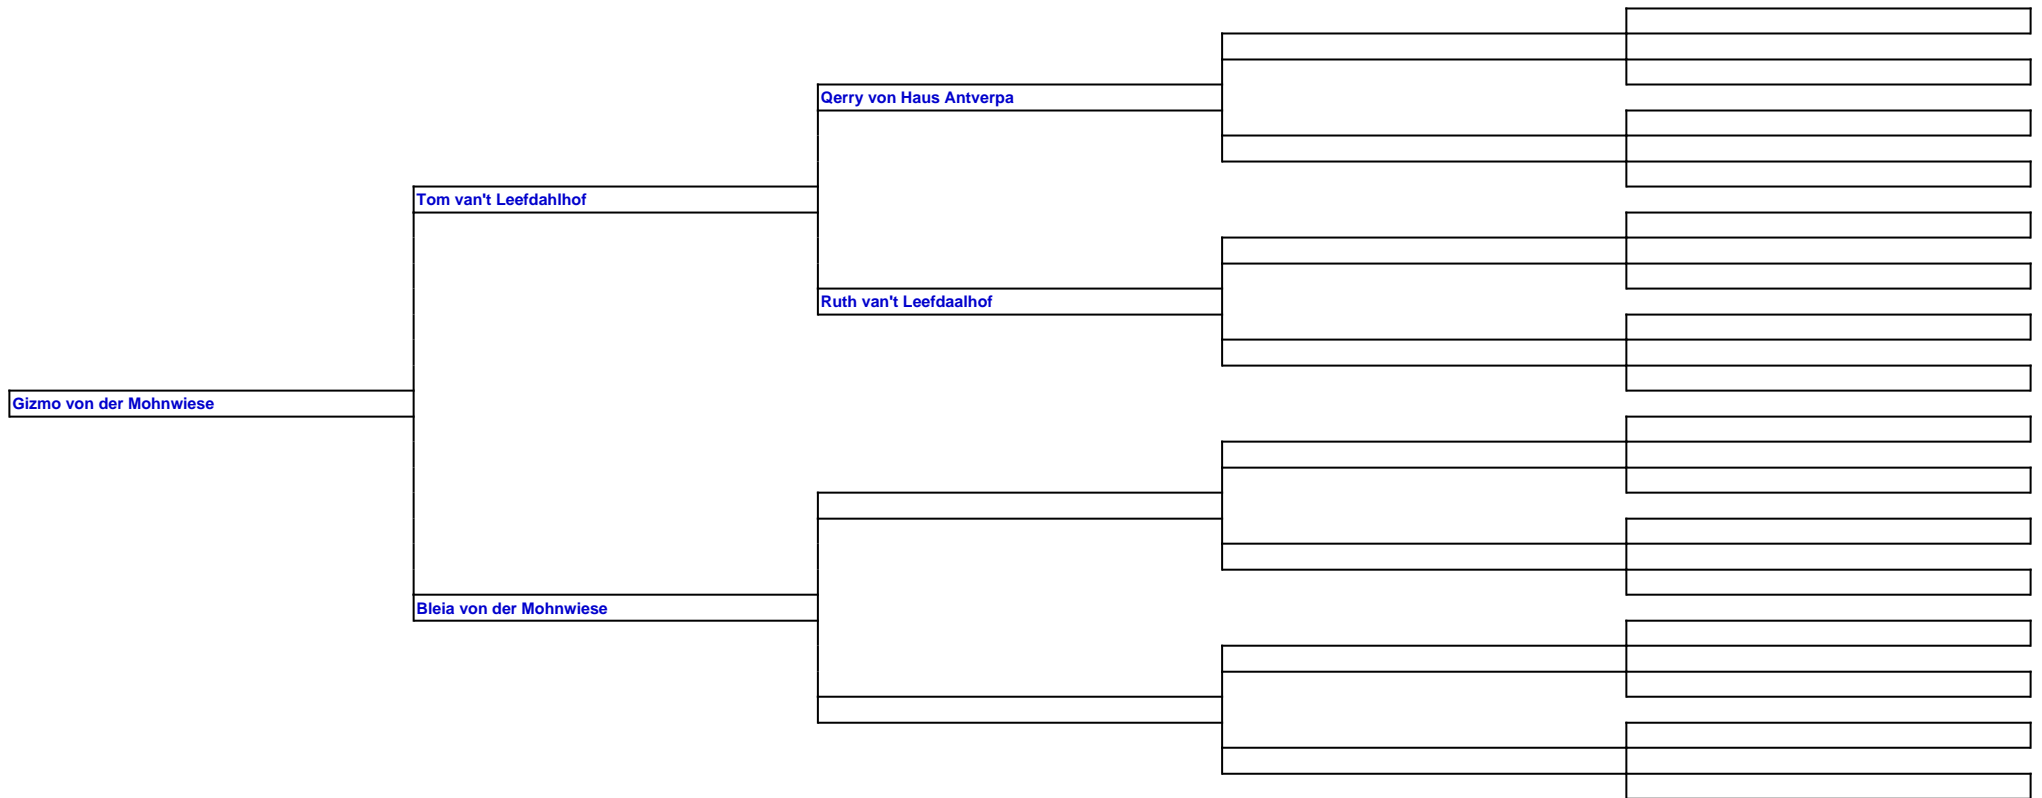 Qerry von Haus Antverpa
Tom van't Leefdahlhof
Ruth van't Leefdaalhof
Gizmo von der Mohnwiese
Bleia von der Mohnwiese